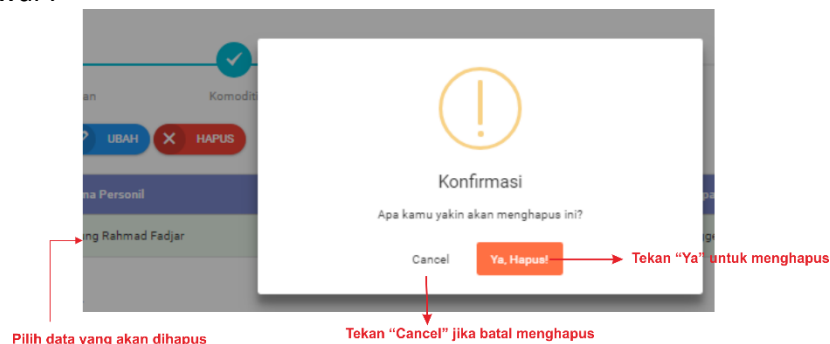 an
Komoditi
UBAH
HAPUS
na Personil
ung Rahmad Fadjar
Konfirmasi
Apa kamu yakin akan menghapus ini?
Cancel
Ya, Hapus!
Tekan “Ya” untuk menghapus
Tekan “Cancel” jika batal menghapus
Pilih data yang akan dihapus